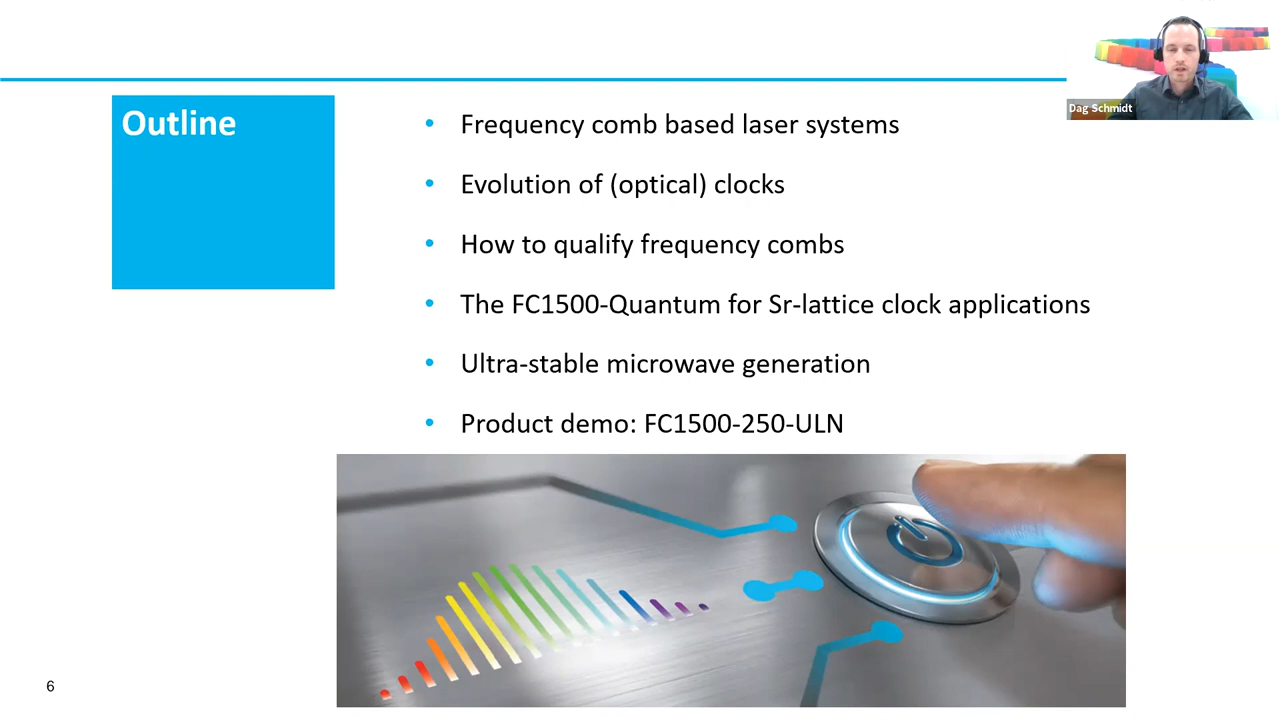 Dag Schmidt
Outline
• Frequency comb based laser systems
• Evolution of (optical) clocks
• How to qualify frequency combs
• The FC1500-Quantum for Sr-lattice clock applications
• Ultra-stable microwave generation
• Product demo: FC1500-250-ULN
6